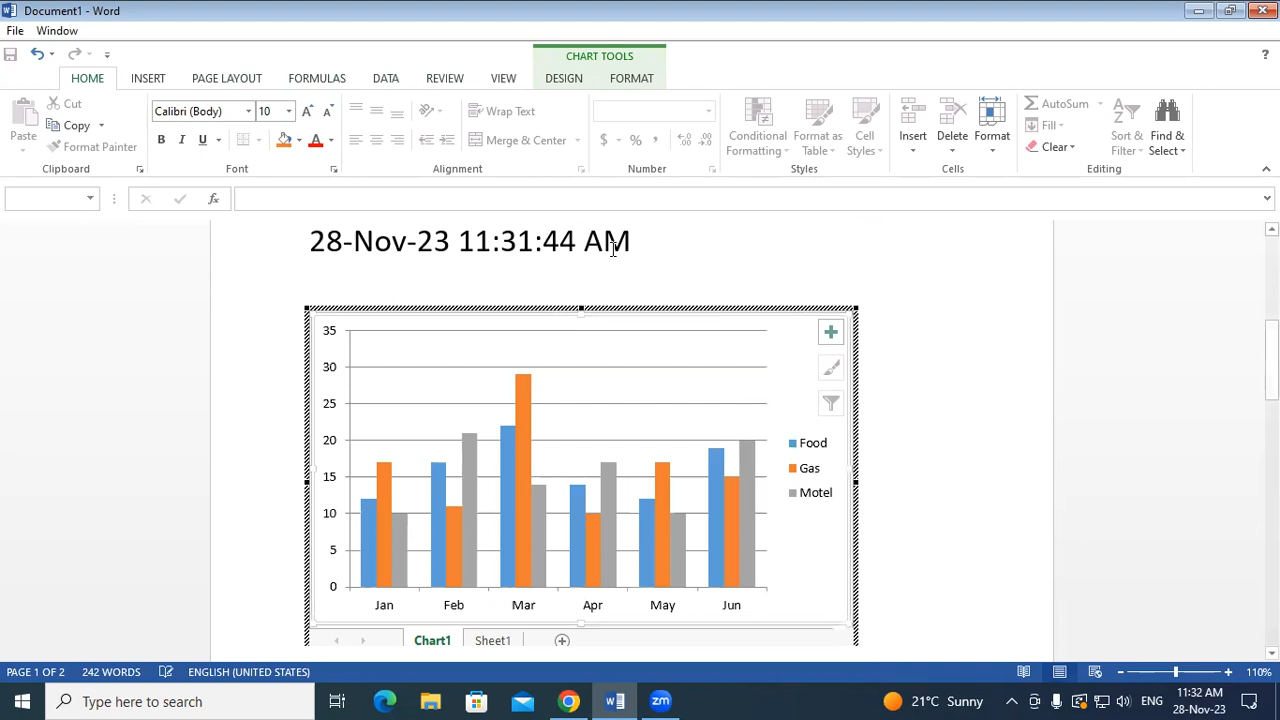 Document1 - Word
File Window
CHART TOOLS
?
HOME INSERT PAGE LAYOUT FORMULAS DATA REVIEW VIEW DESIGN FORMAT
Paste
Cut
Copy
Format Painter
Clipboard
Calibri (Body) 10
A A
B I U A
Font
Wrap Text
Merge & Center
Alignment
$ % ,
Number
Conditional Formatting
Format as Table
Cell Styles
Styles
Insert Delete Format
Cells
AutoSum
Fill
Clear
Sort & Filter
Find & Select
Editing
fx
28-Nov-23 11:31:44 AM
35
30
25
20
15
10
5
0
Jan Feb Mar Apr May Jun
Food
Gas
Motel
Chart1 Sheet1
PAGE 1 OF 2 242 WORDS ENGLISH (UNITED STATES) 110%
Type here to search
W zm 21°C Sunny ENG 11:32 AM
28-Nov-23